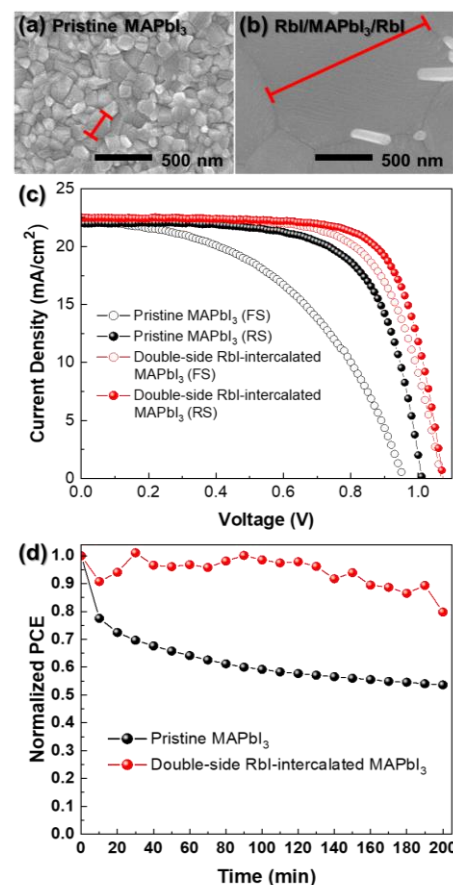 (a) Pristine MAPbI₃
500 nm
(b) RbI/MAPbI₃/RbI
500 nm
(c)
25
20
15
10
5
0
Current Density (mA/cm²)
Pristine MAPbI₃ (FS)
Pristine MAPbI₃ (RS)
Double-side RbI-intercalated
MAPbI₃ (FS)
Double-side RbI-intercalated
MAPbI₃ (RS)
0.0 0.2 0.4 0.6 0.8 1.0
Voltage (V)
(d)
1.0
0.9
0.8
0.7
0.6
0.5
0.4
0.3
0.2
0.1
0.0
Normalized PCE
Pristine MAPbI₃
Double-side RbI-intercalated MAPbI₃
0 20 40 60 80 100 120 140 160 180 200
Time (min)